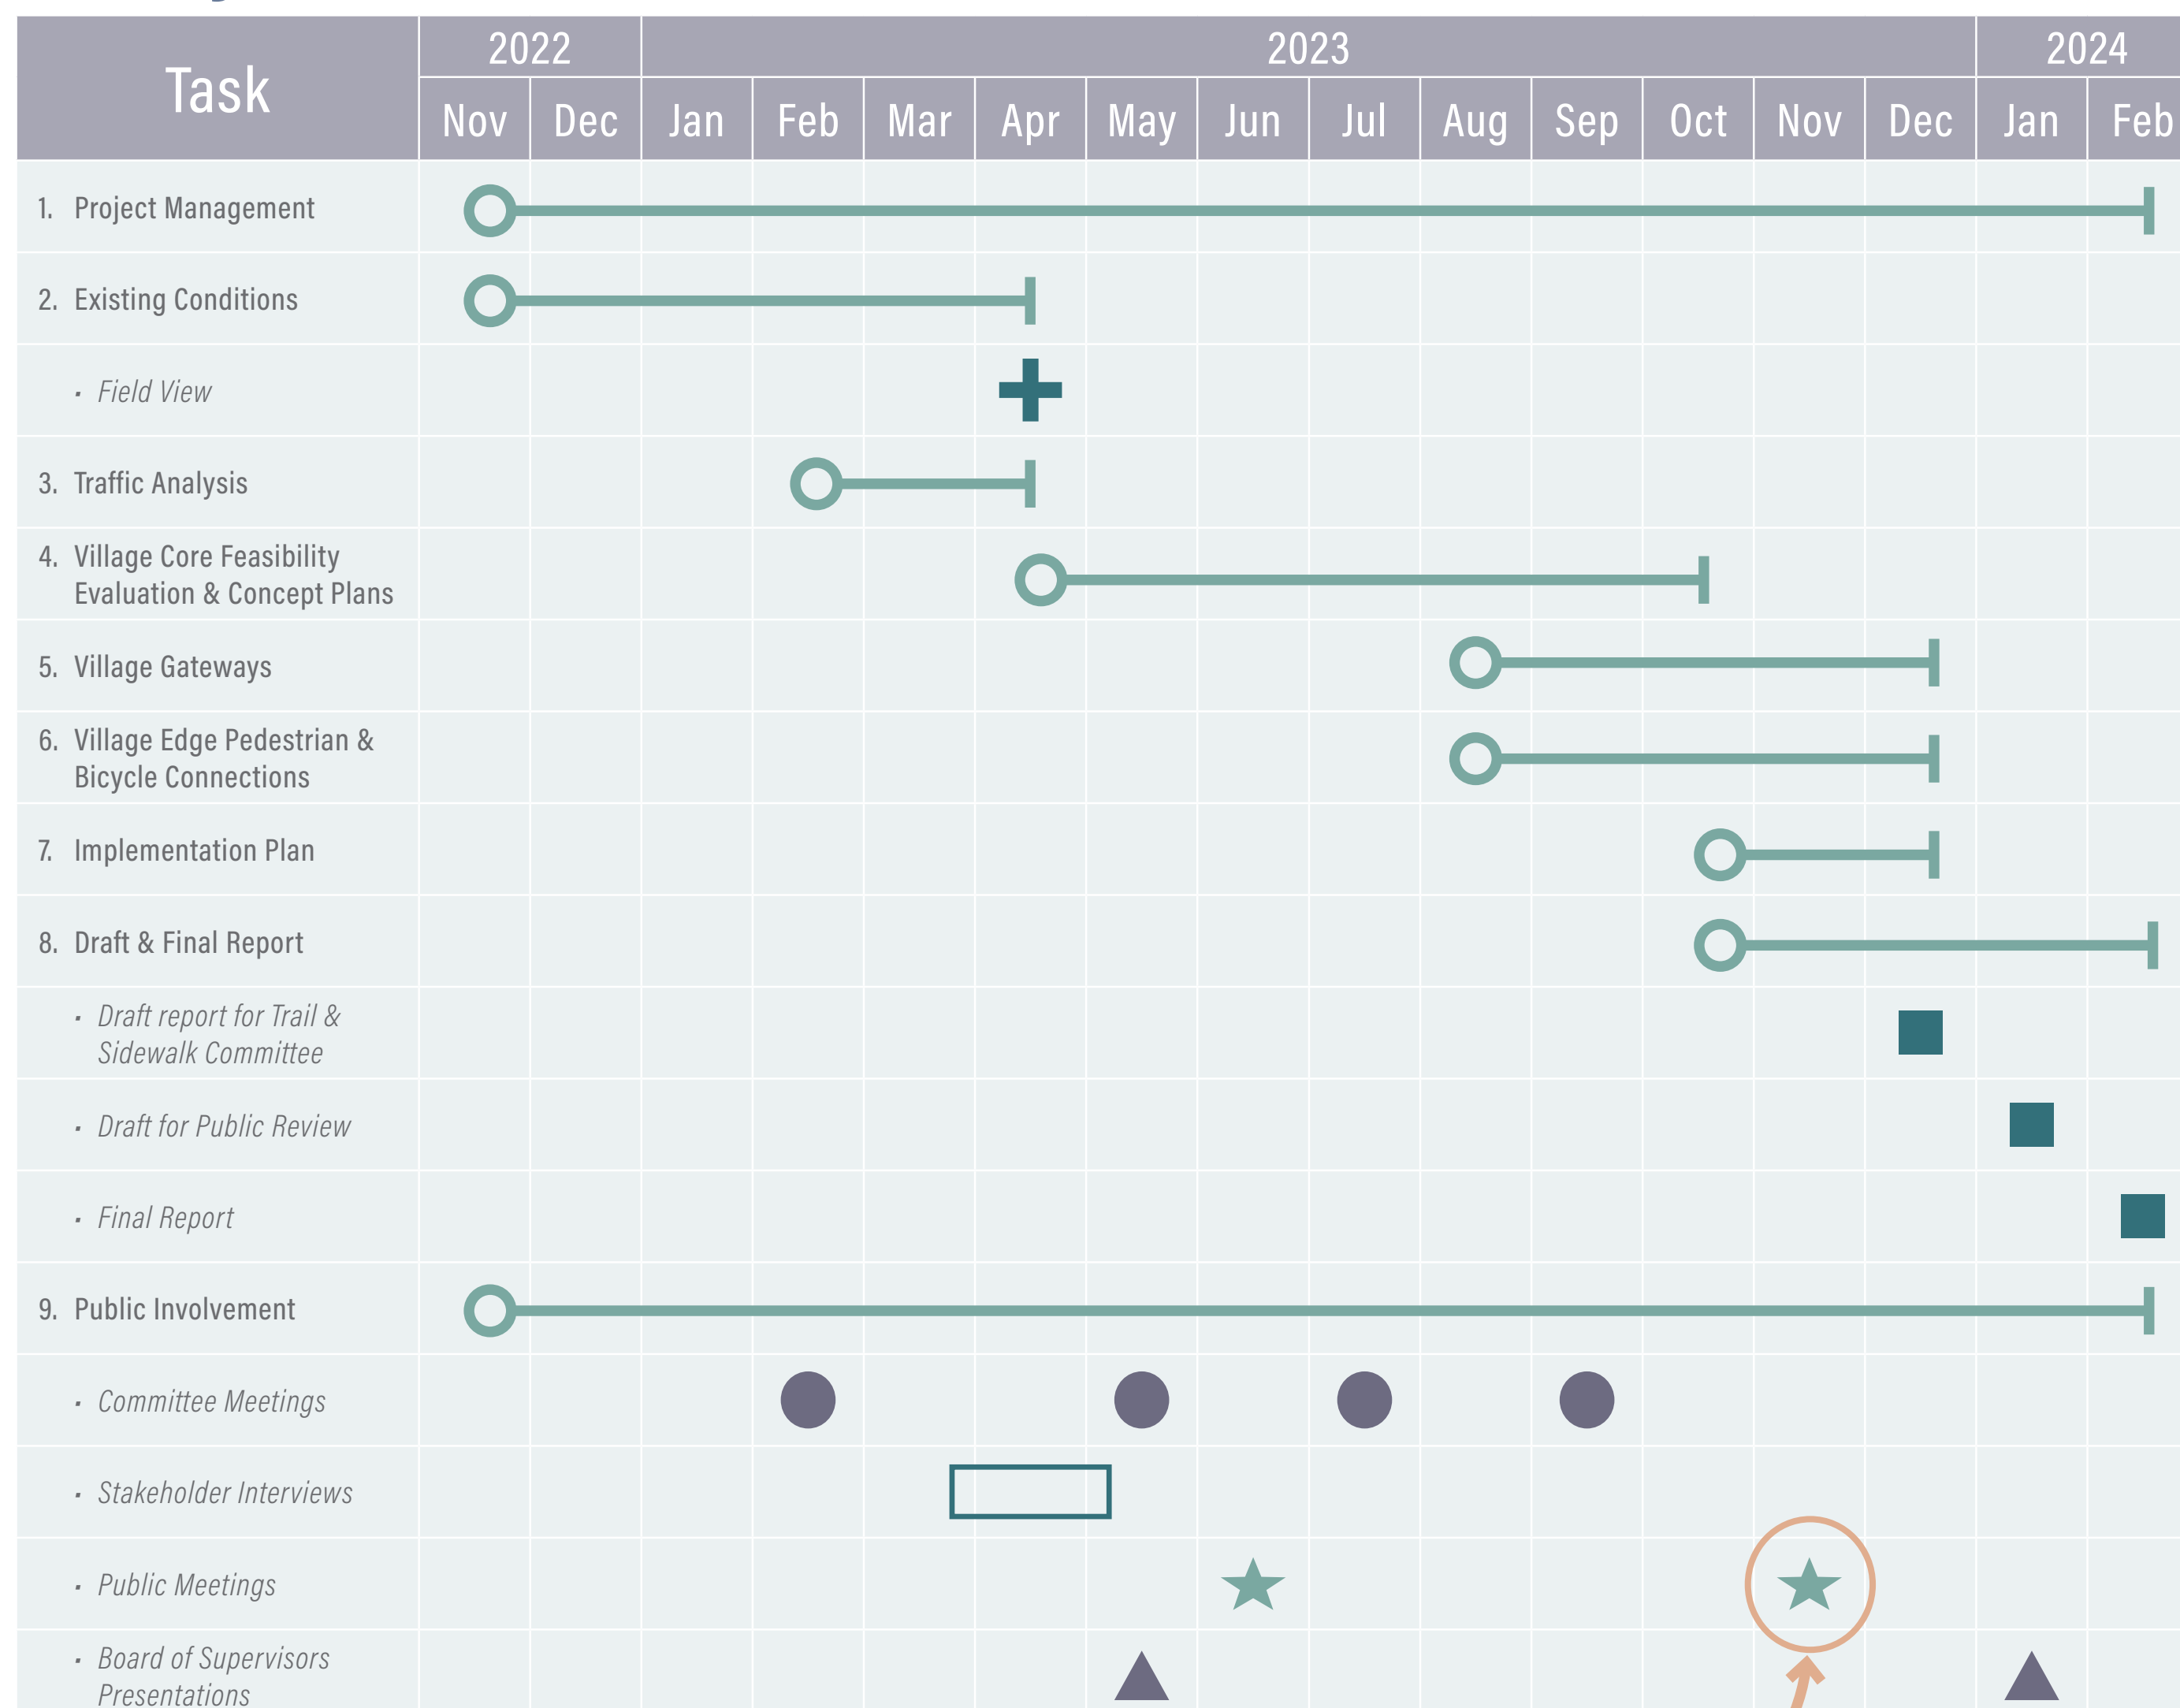 Task
2022 2023 2024
Nov Dec Jan Feb Mar Apr May Jun Jul Aug Sep Oct Nov Dec Jan Feb
1. Project Management
2. Existing Conditions
· Field View
3. Traffic Analysis
4. Village Core Feasibility
Evaluation & Concept Plans
5. Village Gateways
6. Village Edge Pedestrian &
Bicycle Connections
7. Implementation Plan
8. Draft & Final Report
· Draft report for Trail &
Sidewalk Committee
· Draft for Public Review
· Final Report
9. Public Involvement
· Committee Meetings
· Stakeholder Interviews
· Public Meetings
· Board of Supervisors
Presentations